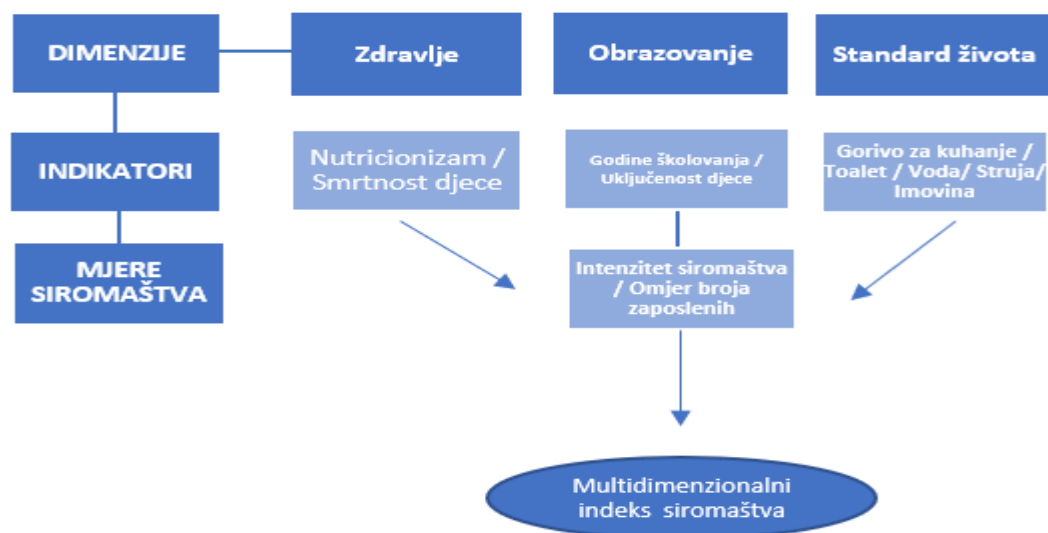 DIMENZIJE
Zdravlje
Obrazovanje
Standard života
INDIKATORI
Nutricionizam /
Smrtnost djece
Godine školovanja /
Uključenost djece
Gorivo za kuhanje /
Toalet / Voda/ Struja/
Imovina
MJERE
SIROMAŠTVA
Intenzitet siromaštva
/ Omjer broja
zaposlenih
Multidimenzionalni
indeks siromaštva